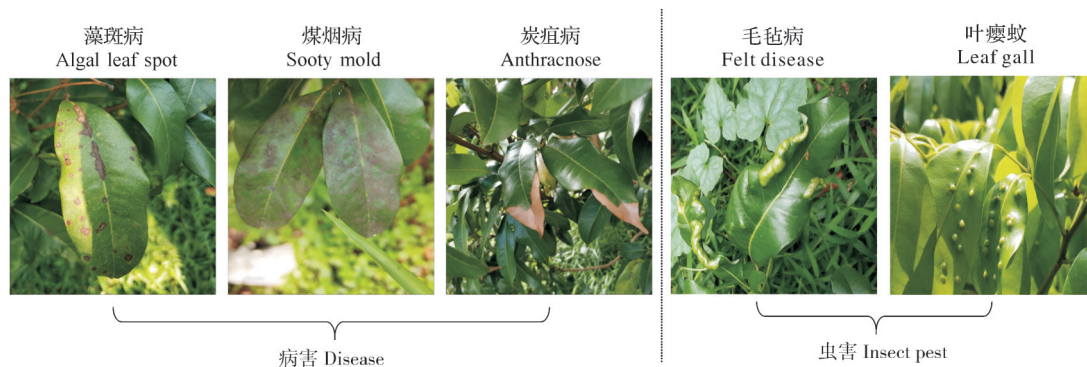 藻斑病
Algal leaf spot
煤烟病
Sooty mold
炭疽病
Anthracnose
毛毡病
Felt disease
叶瘿蚊
Leaf gall
病害 Disease
虫害 Insect pest